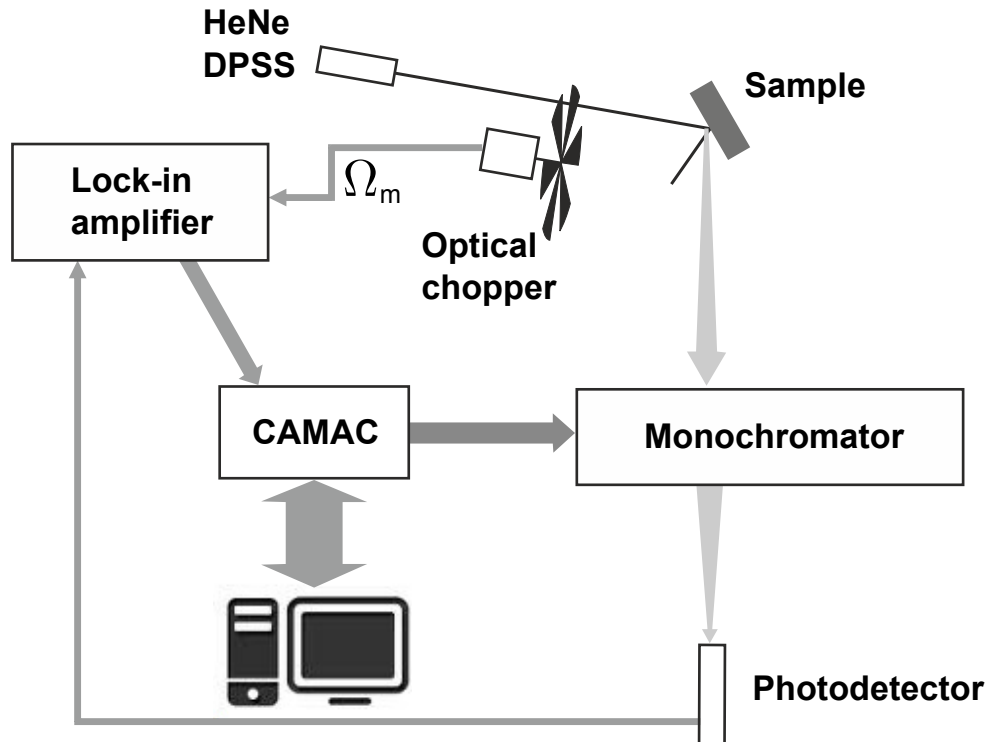 HeNe
DPSS
Sample
Lock-in
amplifier
Ωm
Optical
chopper
CAMAC
Monochromator
Photodetector